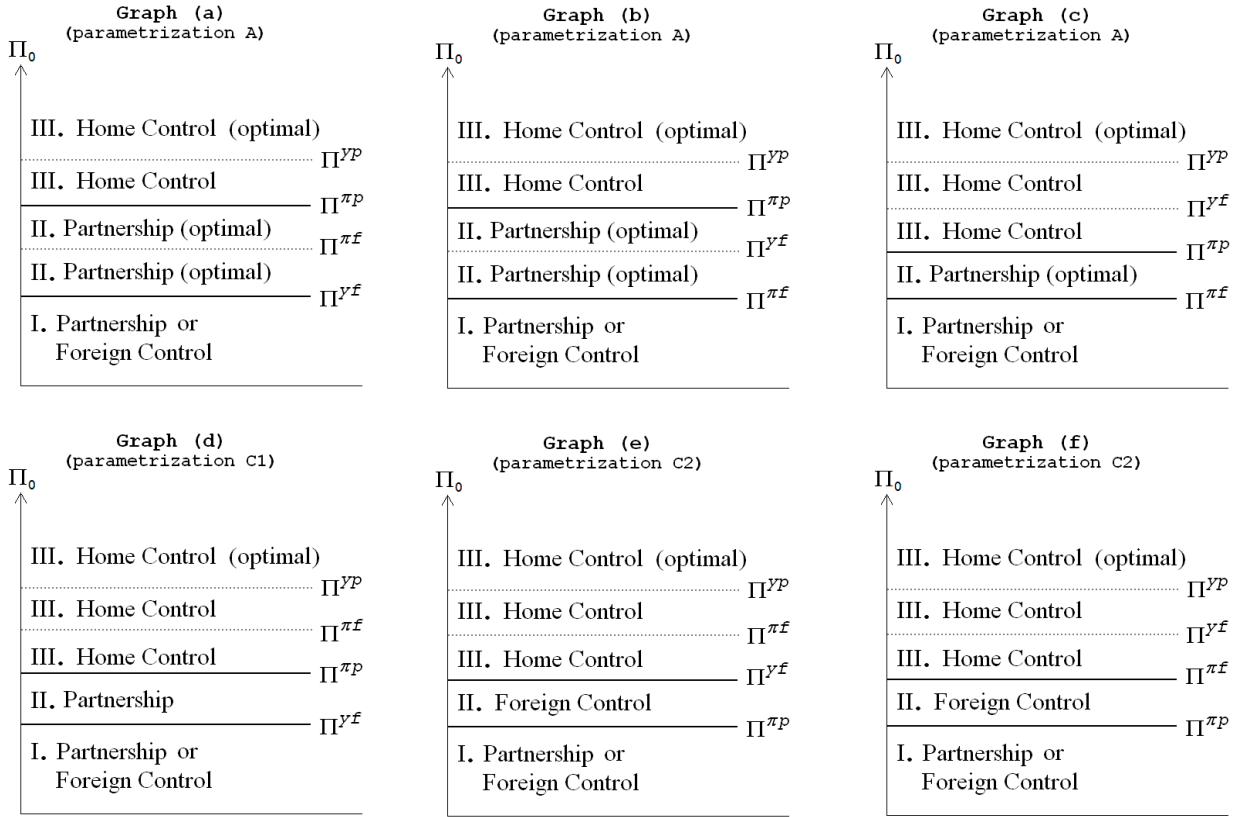 Graph (a)
(parametrization A)
Π₀
III. Home Control (optimal)
Π^{yp}
III. Home Control
Π^{πp}
II. Partnership (optimal)
Π^{πf}
II. Partnership (optimal)
Π^{yf}
I. Partnership or
Foreign Control
Graph (b)
(parametrization A)
Π₀
III. Home Control (optimal)
Π^{yp}
III. Home Control
Π^{πp}
II. Partnership (optimal)
Π^{yf}
II. Partnership (optimal)
Π^{πf}
I. Partnership or
Foreign Control
Graph (c)
(parametrization A)
Π₀
III. Home Control (optimal)
Π^{yp}
III. Home Control
Π^{yf}
III. Home Control
Π^{πp}
II. Partnership (optimal)
Π^{πf}
I. Partnership or
Foreign Control
Graph (d)
(parametrization C1)
Π₀
III. Home Control (optimal)
Π^{yp}
III. Home Control
Π^{πf}
III. Home Control
Π^{πp}
II. Partnership
Π^{yf}
I. Partnership or
Foreign Control
Graph (e)
(parametrization C2)
Π₀
III. Home Control (optimal)
Π^{yp}
III. Home Control
Π^{πf}
III. Home Control
Π^{yf}
II. Foreign Control
Π^{πp}
I. Partnership or
Foreign Control
Graph (f)
(parametrization C2)
Π₀
III. Home Control (optimal)
Π^{yp}
III. Home Control
Π^{yf}
III. Home Control
Π^{πf}
II. Foreign Control
Π^{πp}
I. Partnership or
Foreign Control